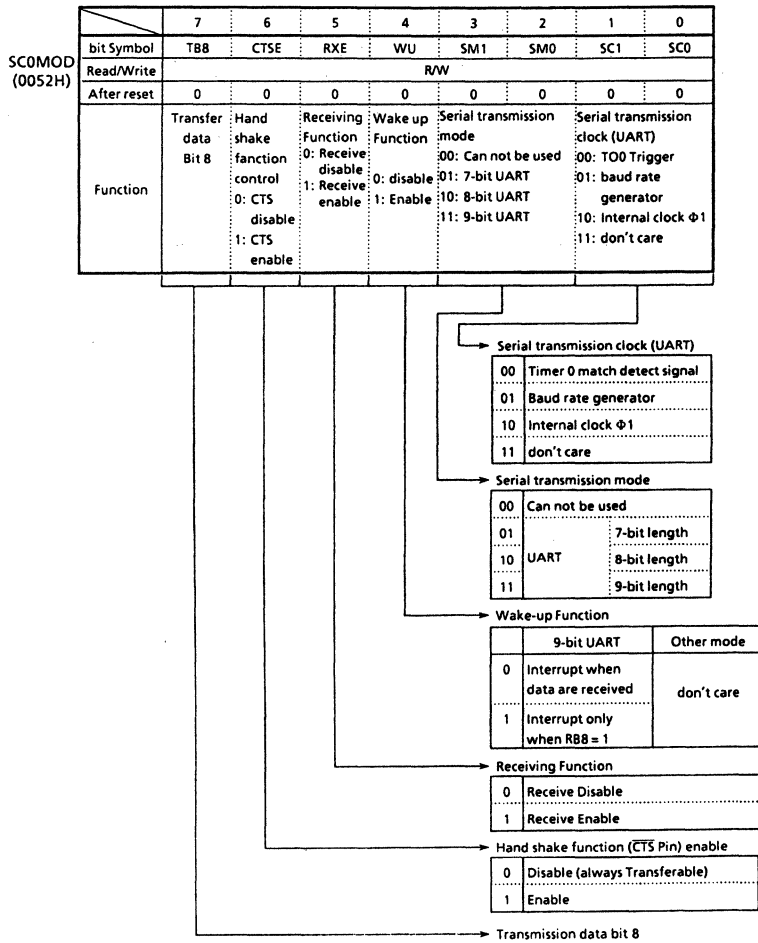 7 6 5 4 3 2 1 0
bit Symbol TB8 CTSE RXE WU SM1 SM0 SC1 SC0
SC0MOD
(0052H)
Read/Write R/W
After reset 0 0 0 0 0 0 0 0
Function
Transfer
data
Bit 8
Hand
shake
fanction
control
0: CTS
disable
1: CTS
enable
Receiving
Function
0: Receive
disable
1: Receive
enable
Wake up
Function
0: disable
1: Enable
Serial transmission
mode
00: Can not be used
01: 7-bit UART
10: 8-bit UART
11: 9-bit UART
Serial transmission
clock (UART)
00: TO0 Trigger
01: baud rate
generator
10: Internal clock Φ1
11: don't care
Serial transmission clock (UART)
00 Timer 0 match detect signal
01 Baud rate generator
10 Internal clock Φ1
11 don't care
Serial transmission mode
00 Can not be used
01 7-bit length
10 UART 8-bit length
11 9-bit length
Wake-up Function
9-bit UART Other mode
0 Interrupt when
data are received
don't care
1 Interrupt only
when RB8 = 1
Receiving Function
0 Receive Disable
1 Receive Enable
Hand shake function (C̅T̅S̅ Pin) enable
0 Disable (always Transferable)
1 Enable
Transmission data bit 8